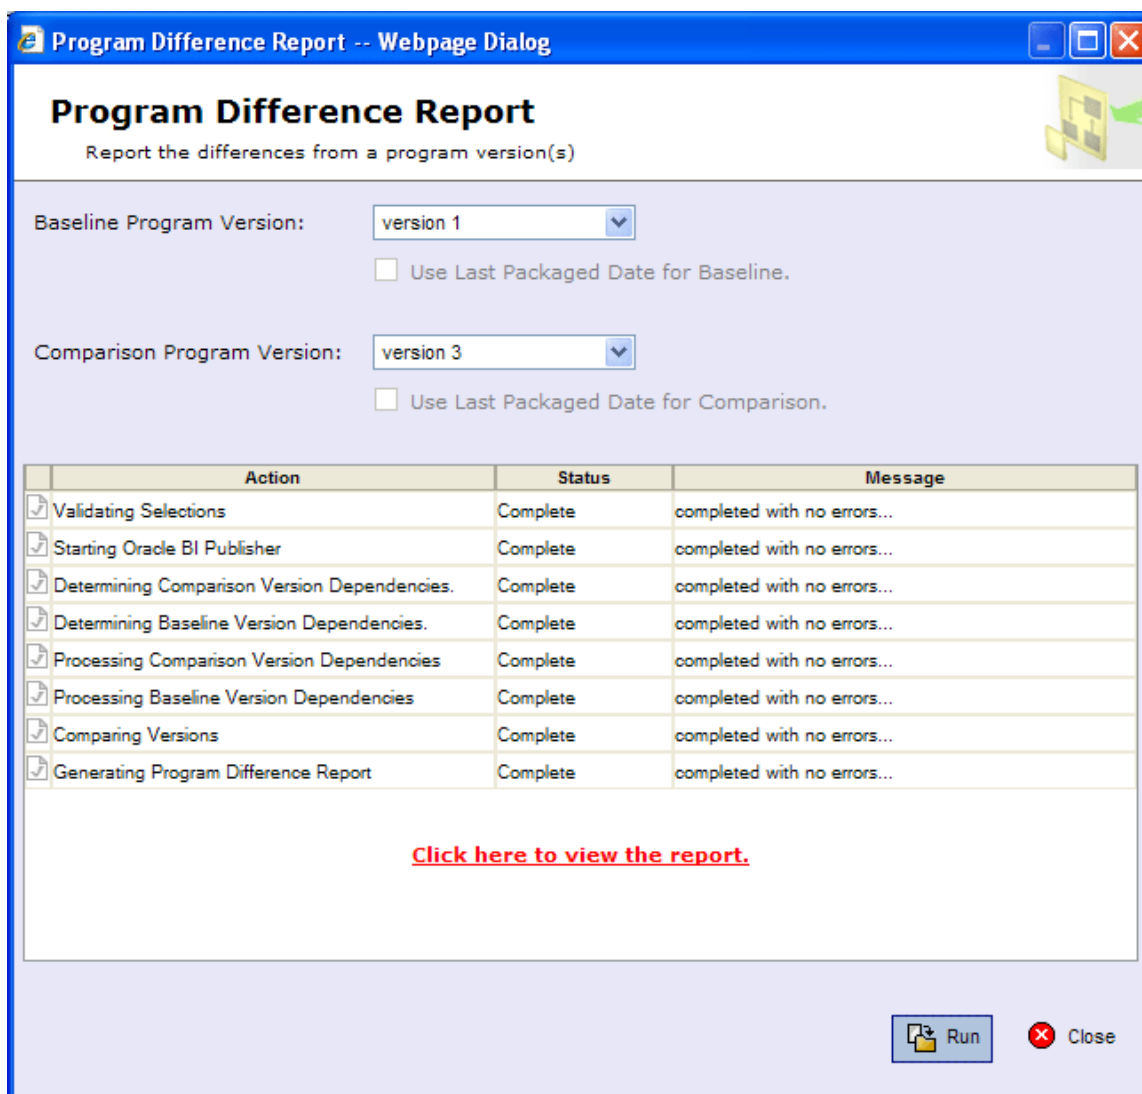 Program Difference Report -- Webpage Dialog
Program Difference Report
Report the differences from a program version(s)
Baseline Program Version: version 1
Use Last Packaged Date for Baseline.
Comparison Program Version: version 3
Use Last Packaged Date for Comparison.
Action Status Message
Validating Selections Complete completed with no errors...
Starting Oracle BI Publisher Complete completed with no errors...
Determining Comparison Version Dependencies. Complete completed with no errors...
Determining Baseline Version Dependencies. Complete completed with no errors...
Processing Comparison Version Dependencies Complete completed with no errors...
Processing Baseline Version Dependencies Complete completed with no errors...
Comparing Versions Complete completed with no errors...
Generating Program Difference Report Complete completed with no errors...
Click here to view the report.
Run Close